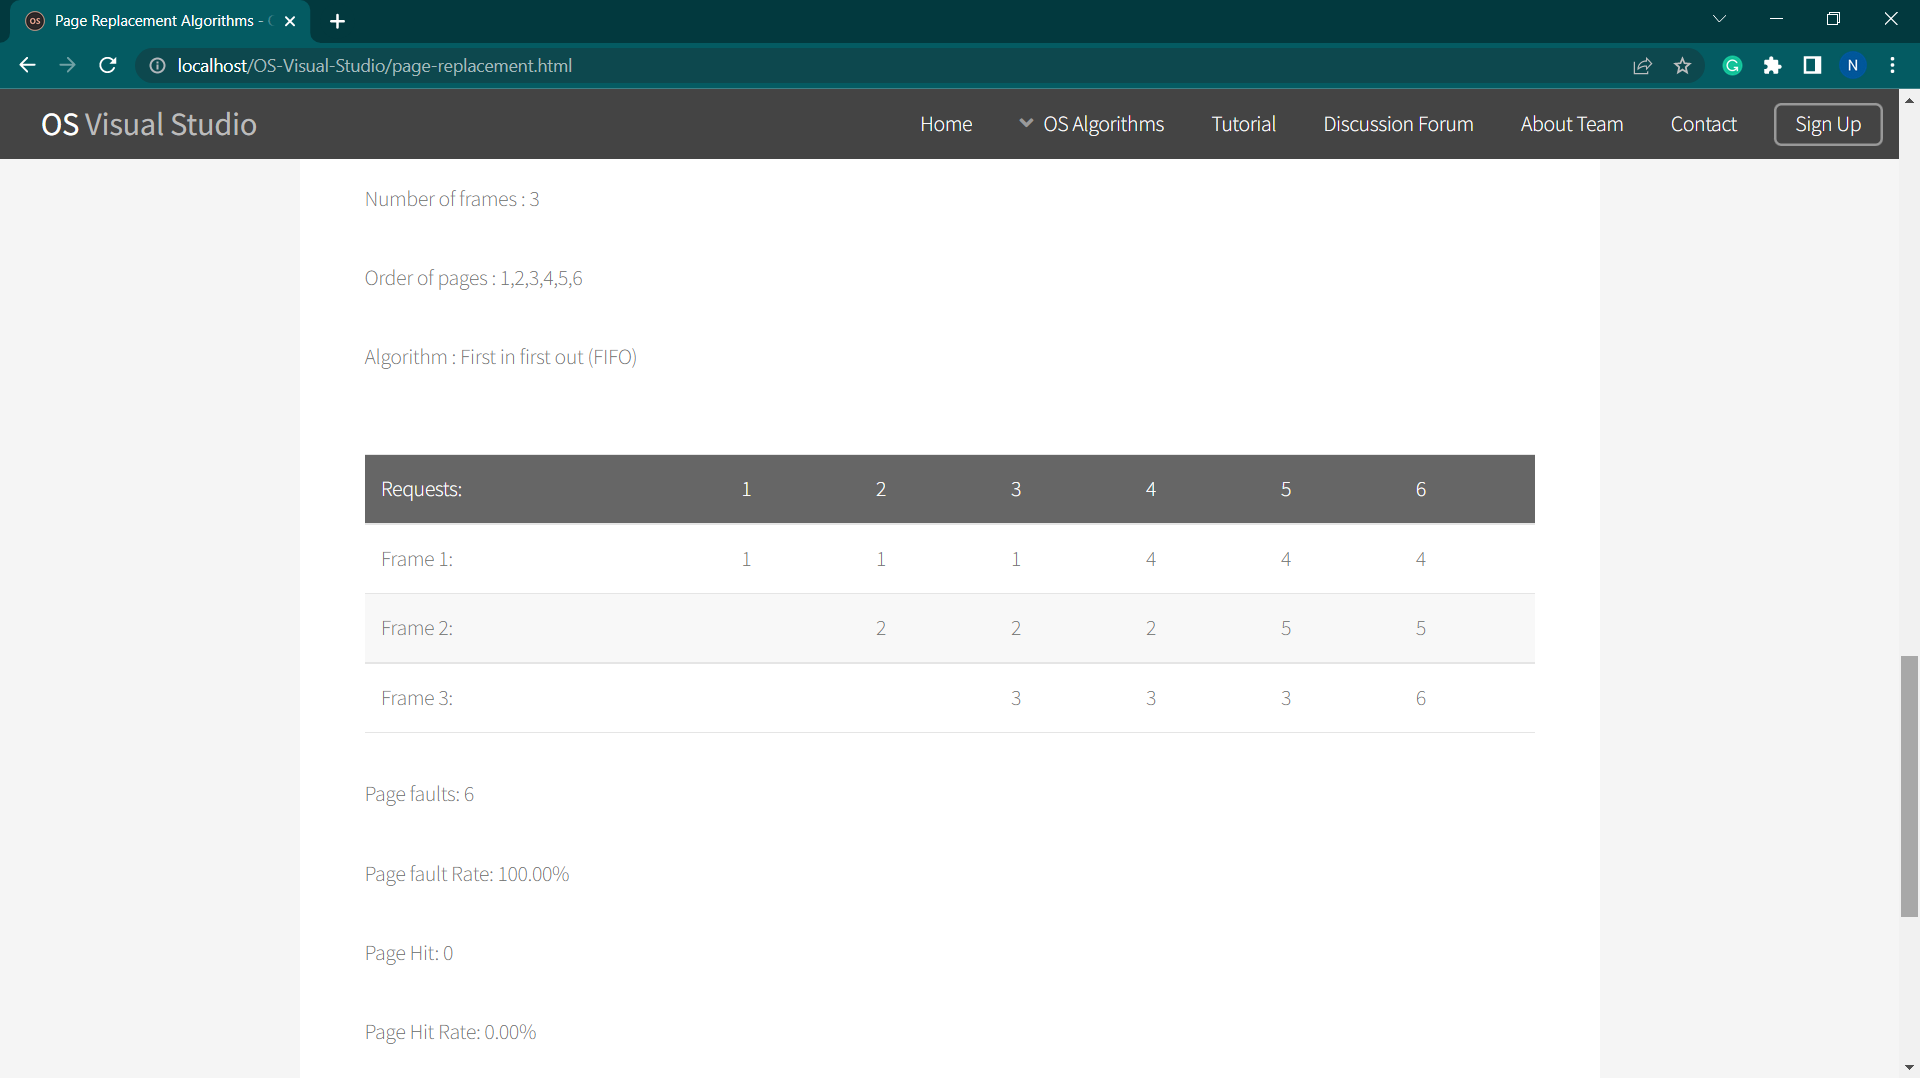 Page Replacement Algorithms -
localhost/OS-Visual-Studio/page-replacement.html
N
OS Visual Studio
Home OS Algorithms Tutorial Discussion Forum About Team Contact Sign Up
Number of frames : 3
Order of pages : 1,2,3,4,5,6
Algorithm : First in first out (FIFO)
Requests: 1 2 3 4 5 6
Frame 1: 1 1 1 4 4 4
Frame 2: 2 2 2 5 5
Frame 3: 3 3 3 6
Page faults: 6
Page fault Rate: 100.00%
Page Hit: 0
Page Hit Rate: 0.00%